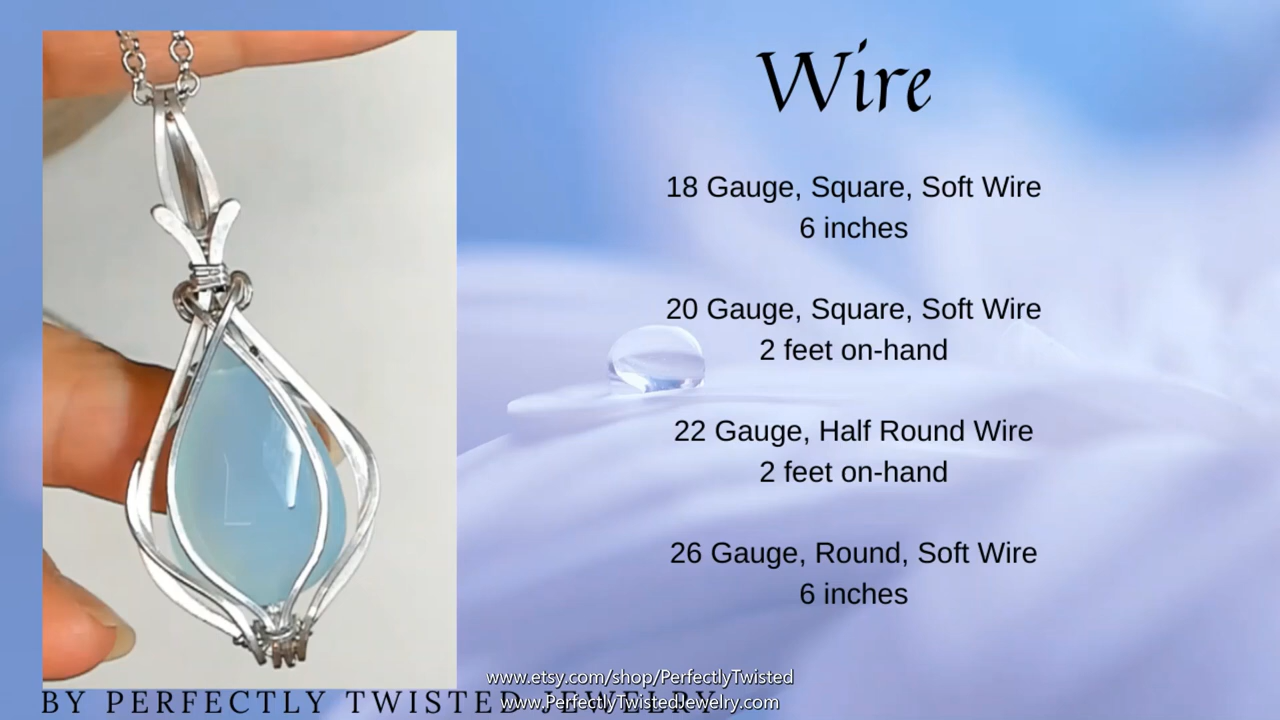 Wire
18 Gauge, Square, Soft Wire
6 inches
20 Gauge, Square, Soft Wire
2 feet on-hand
22 Gauge, Half Round Wire
2 feet on-hand
26 Gauge, Round, Soft Wire
6 inches
www.etsy.com/shop/PerfectlyTwisted
BY PERFECTLY TWISTED JEWELRY
www.PerfectlyTwistedJewelry.com